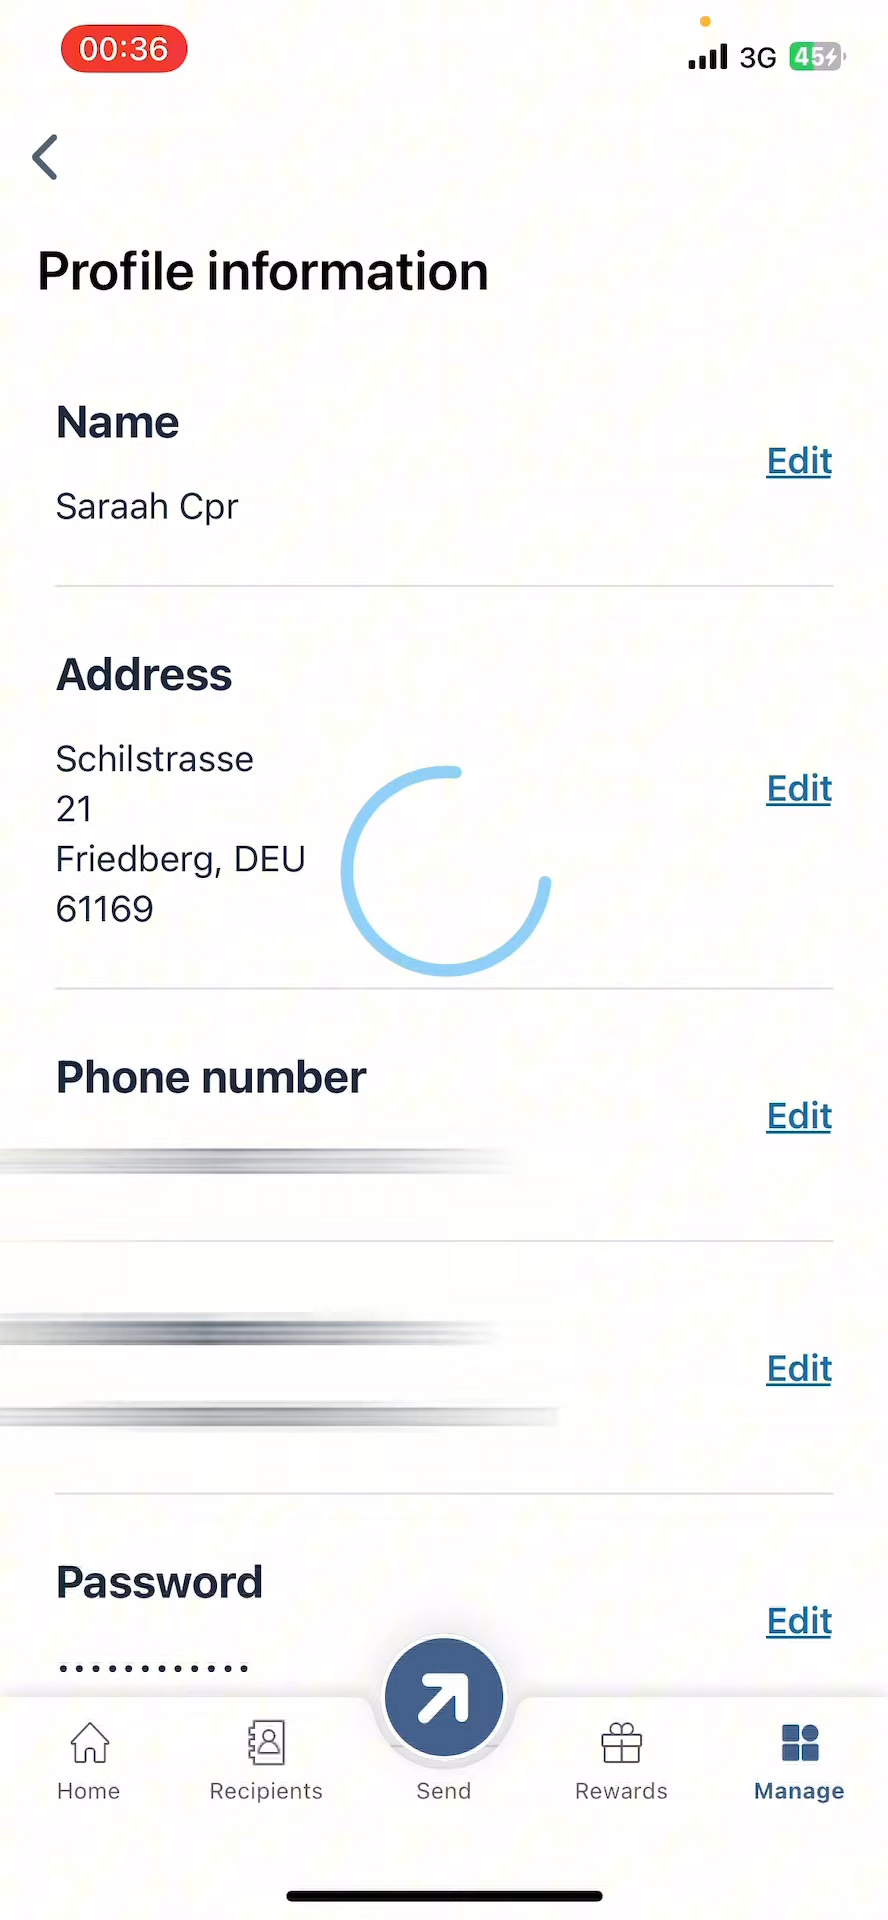 00:36
3G 45
Profile information
Name
Edit
Saraah Cpr
Address
Schilstrasse
Edit
21
Friedberg, DEU
61169
Phone number
Edit
Edit
Password
Edit
••••••••••••
Home
Recipients
Send
Rewards
Manage